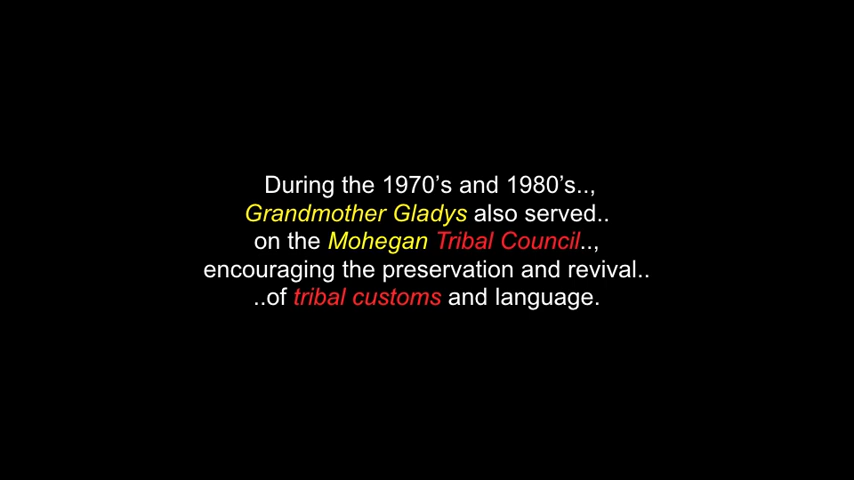 During the 1970’s and 1980’s..,
Grandmother Gladys also served..
on the Mohegan Tribal Council..,
encouraging the preservation and revival..
..of tribal customs and language.